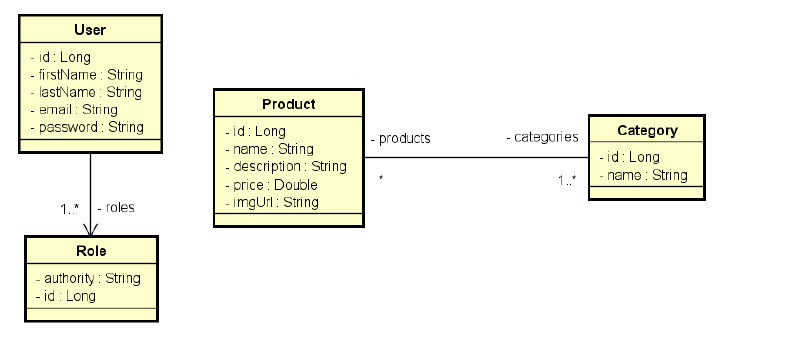 User
- id : Long
- firstName : String
- lastName : String
- email : String
- password : String
1..*
- roles
Role
- authority : String
- id : Long
Product
- id : Long
- name : String
- description : String
- price : Double
- imgUrl : String
- products
*
- categories
1..*
Category
- id : Long
- name : String